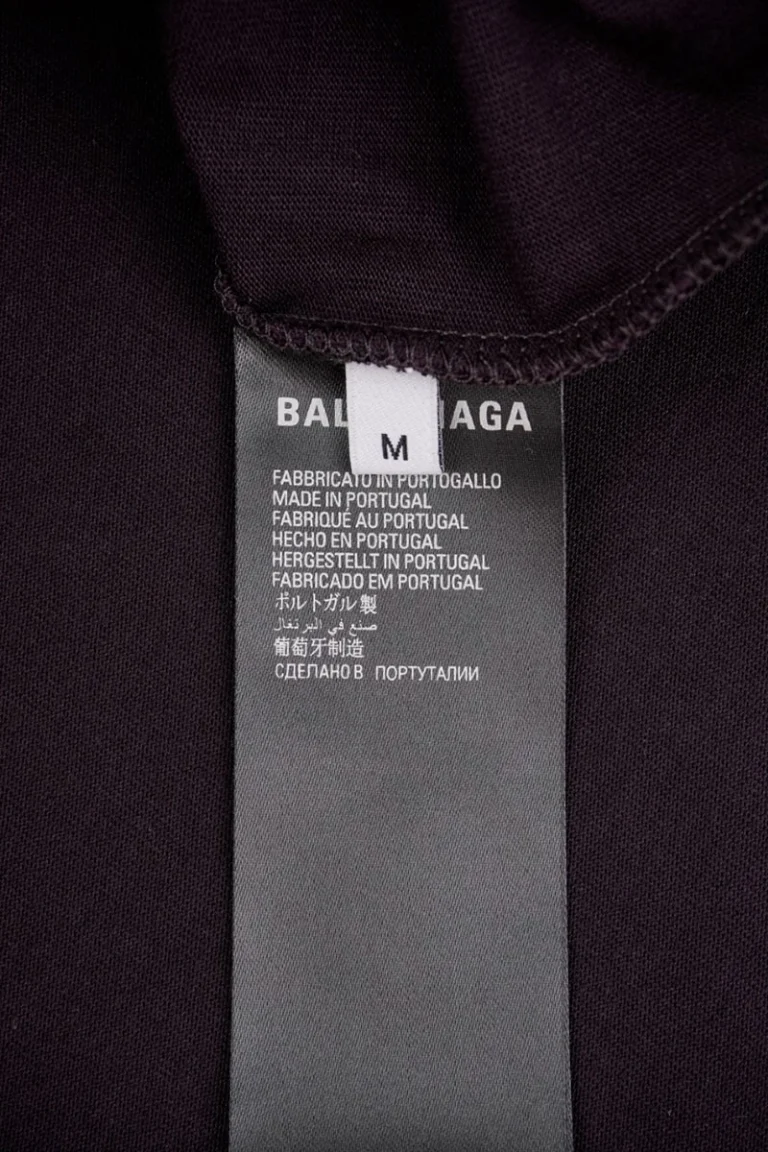 BAL NAGA
M
FABBRICATO IN PORTOGALLO
MADE IN PORTUGAL
FABRIQUÉ AU PORTUGAL
HECHO EN PORTUGAL
HERGESTELLT IN PORTUGAL
FABRICADO EM PORTUGAL
ポルトガル製
صنع في البرتغال
葡萄牙制造
СДЕЛАНО В ПОРТУТАЛИИ